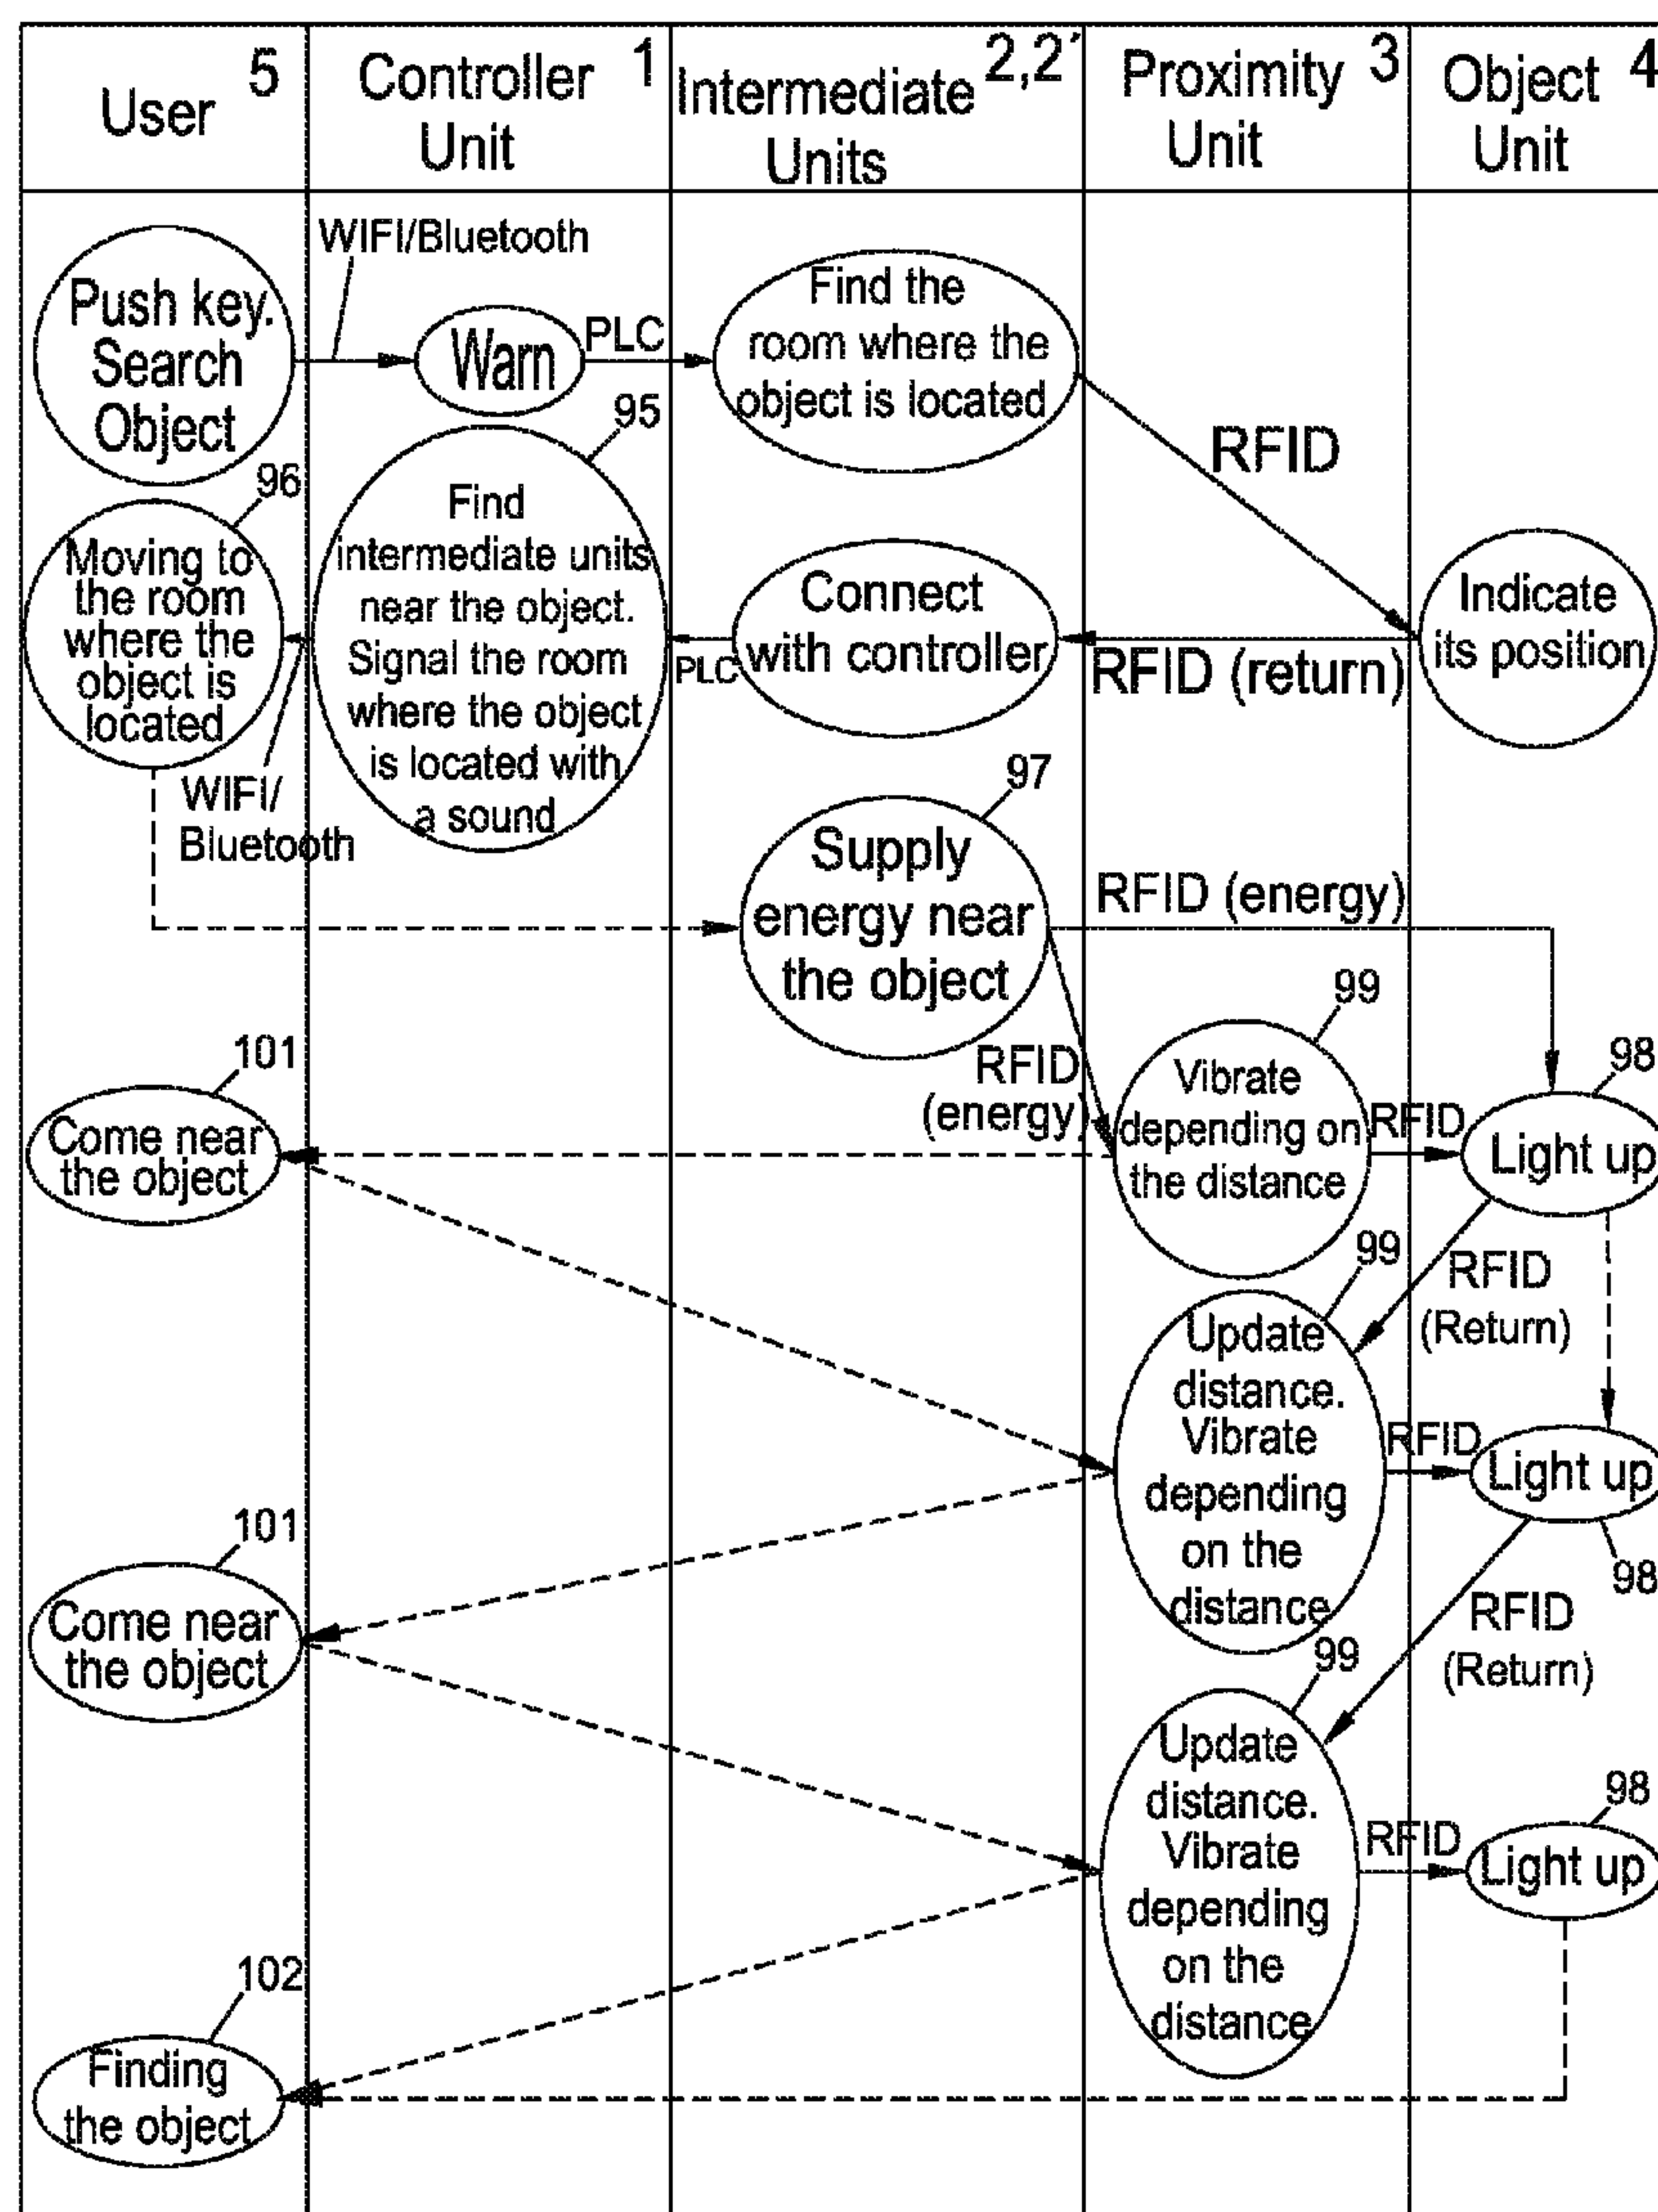 User 5
Controller 1
Unit
Intermediate 2,2´
Units
Proximity 3
Unit
Object 4
Unit
Push key.
Search
Object
WIFI/Bluetooth
Warn
PLC
Find the
room where the
object is located
RFID
Indicate
its position
RFID (return)
Connect
with controller
PLC
95
Find
intermediate units
near the object.
Signal the room
where the object
is located with
a sound
WIFI/
Bluetooth
96
Moving to
the room
where the
object is
located
97
Supply
energy near
the object
RFID (energy)
RFID
(energy)
99
Vibrate
depending on
the distance
RFID
98
Light up
101
Come near
the object
RFID
(Return)
99
Update
distance.
Vibrate
depending
on the
distance
RFID
Light up
98
101
Come near
the object
RFID
(Return)
99
Update
distance.
Vibrate
depending
on the
distance
RFID
98
Light up
102
Finding
the object